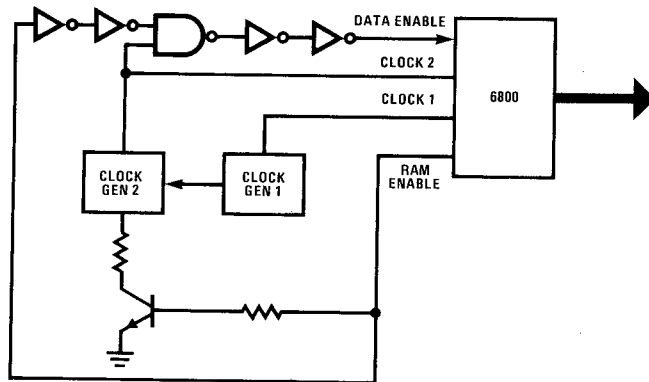 DATA ENABLE
CLOCK 2
CLOCK 1
6800
CLOCK
GEN 2
CLOCK
GEN 1
RAM
ENABLE